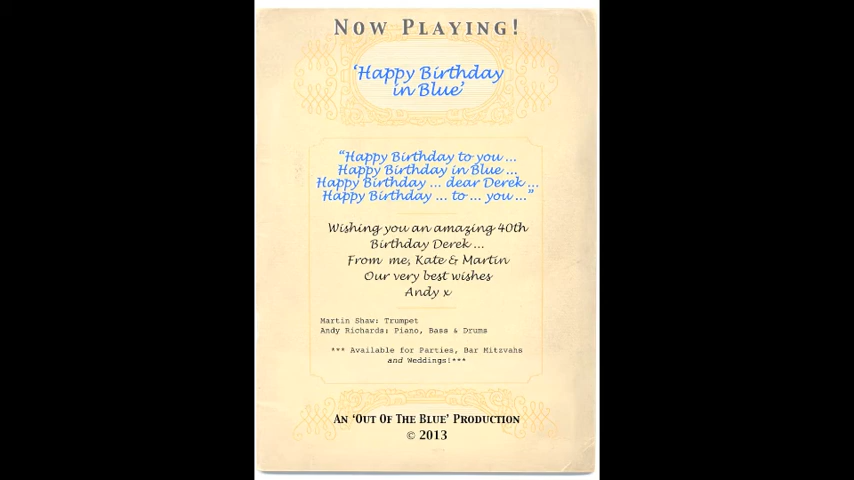 Now Playing!
‘Happy Birthday
in Blue’
“Happy Birthday to you ...
Happy Birthday in Blue ...
Happy Birthday ... dear Derek ...
Happy Birthday ... to ... you ...”
Wishing you an amazing 40th
Birthday Derek ...
From me, Kate & Martin
Our very best wishes
Andy x
Martin Shaw: Trumpet
Andy Richards: Piano, Bass & Drums
*** Available for Parties, Bar Mitzvahs
and Weddings!***
An ‘Out Of The Blue’ Production
© 2013